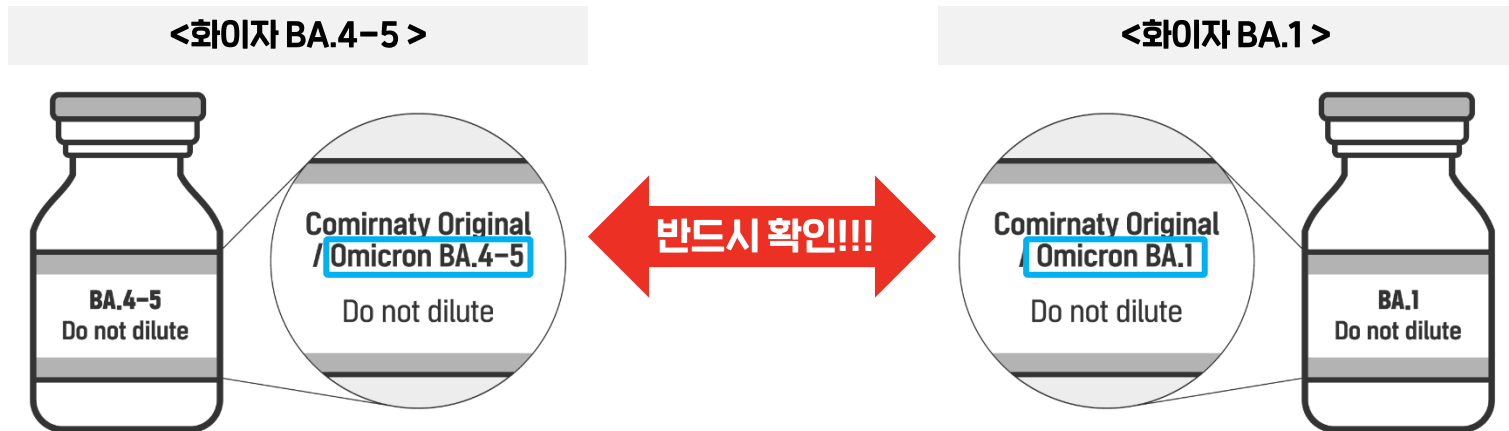 <화이자 BA.4-5 >
<화이자 BA.1 >
BA.4-5
Do not dilute
Comirnaty Original
/ Omicron BA.4-5
Do not dilute
반드시 확인!!!
Comirnaty Original
/ Omicron BA.1
Do not dilute
BA.1
Do not dilute